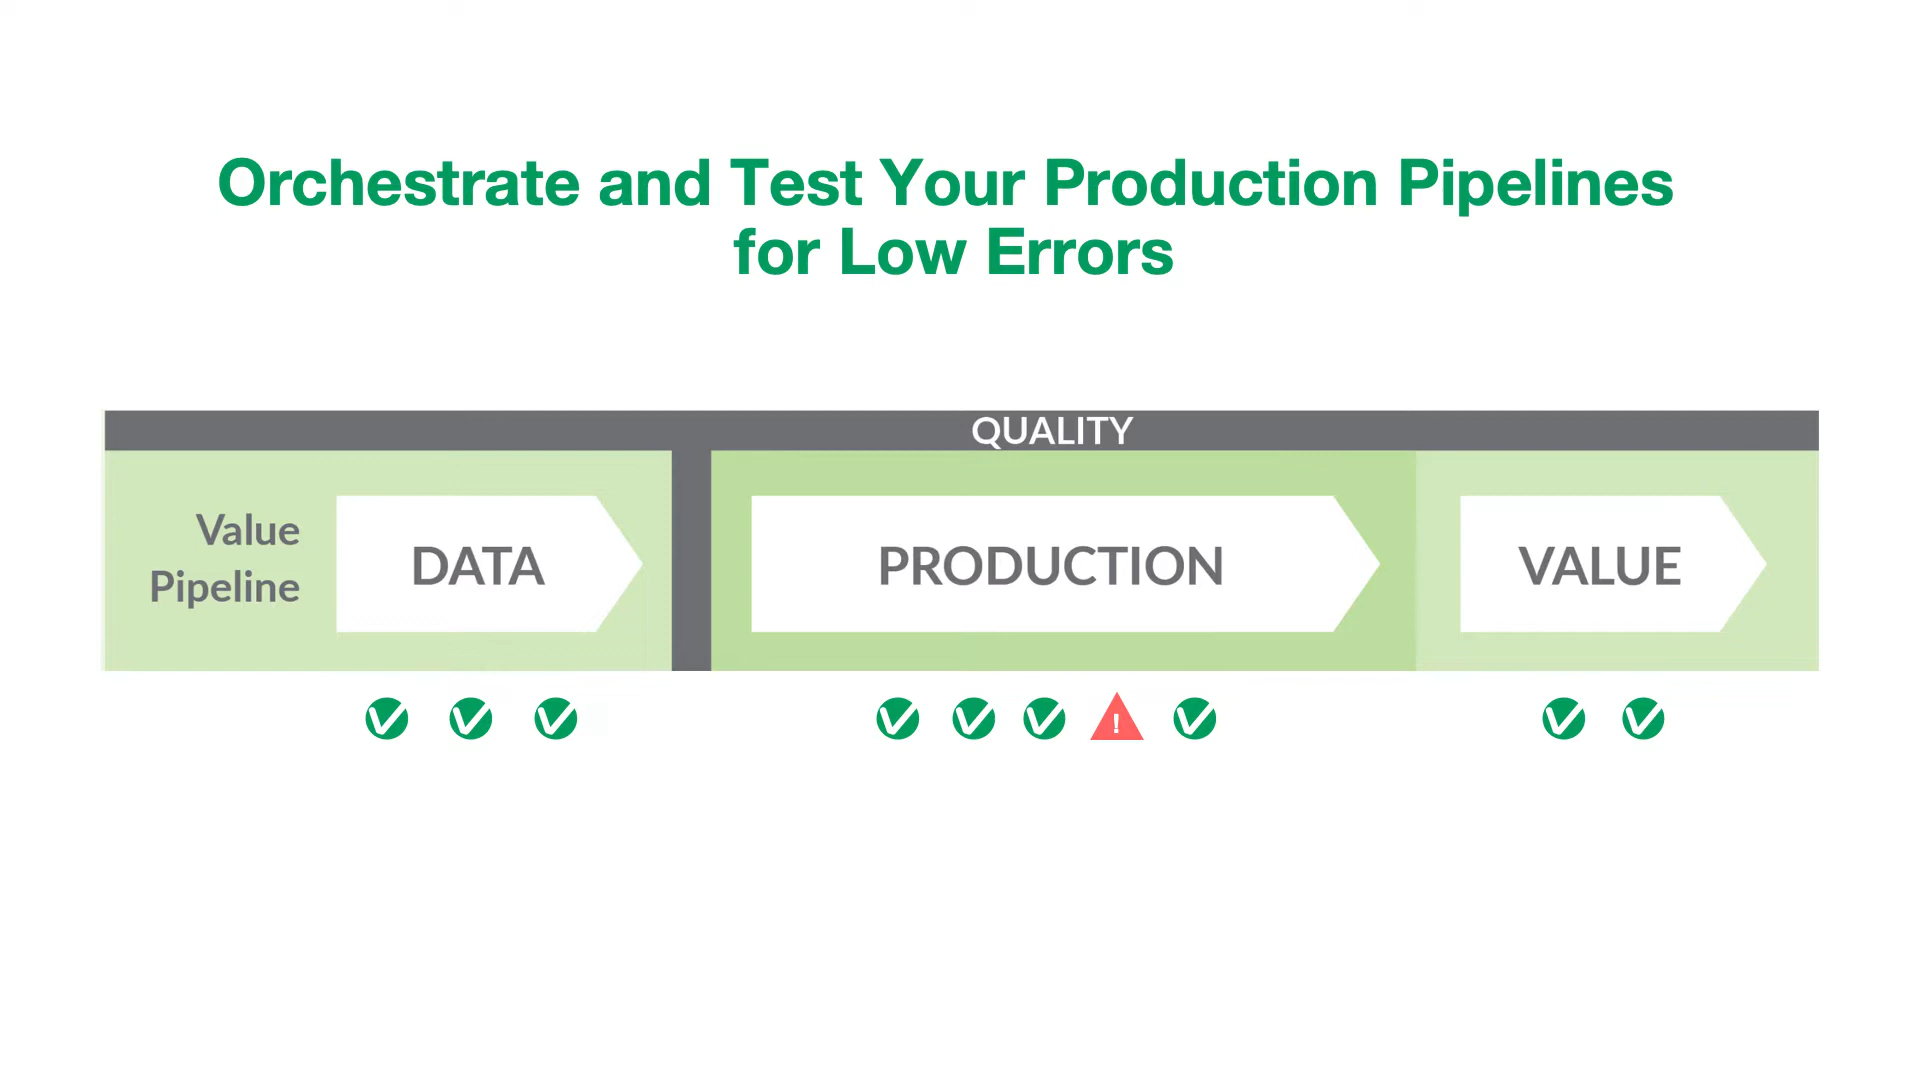 Orchestrate and Test Your Production Pipelines
for Low Errors
QUALITY
Value
Pipeline
DATA
PRODUCTION
VALUE
!